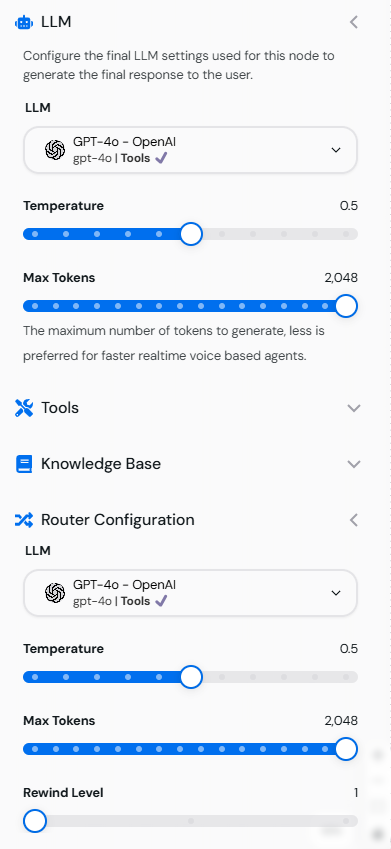 LLM
Configure the final LLM settings used for this node to
generate the final response to the user.
LLM
GPT-4o - OpenAI
gpt-4o | Tools ✓
Temperature 0.5
Max Tokens 2,048
The maximum number of tokens to generate, less is
preferred for faster realtime voice based agents.
Tools
Knowledge Base
Router Configuration
LLM
GPT-4o - OpenAI
gpt-4o | Tools ✓
Temperature 0.5
Max Tokens 2,048
Rewind Level 1